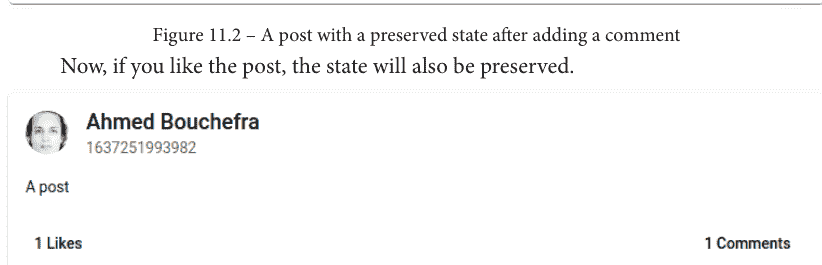 Figure 11.2 – A post with a preserved state after adding a comment
Now, if you like the post, the state will also be preserved.
Ahmed Bouchefra
1637251993982
A post
1 Likes 1 Comments